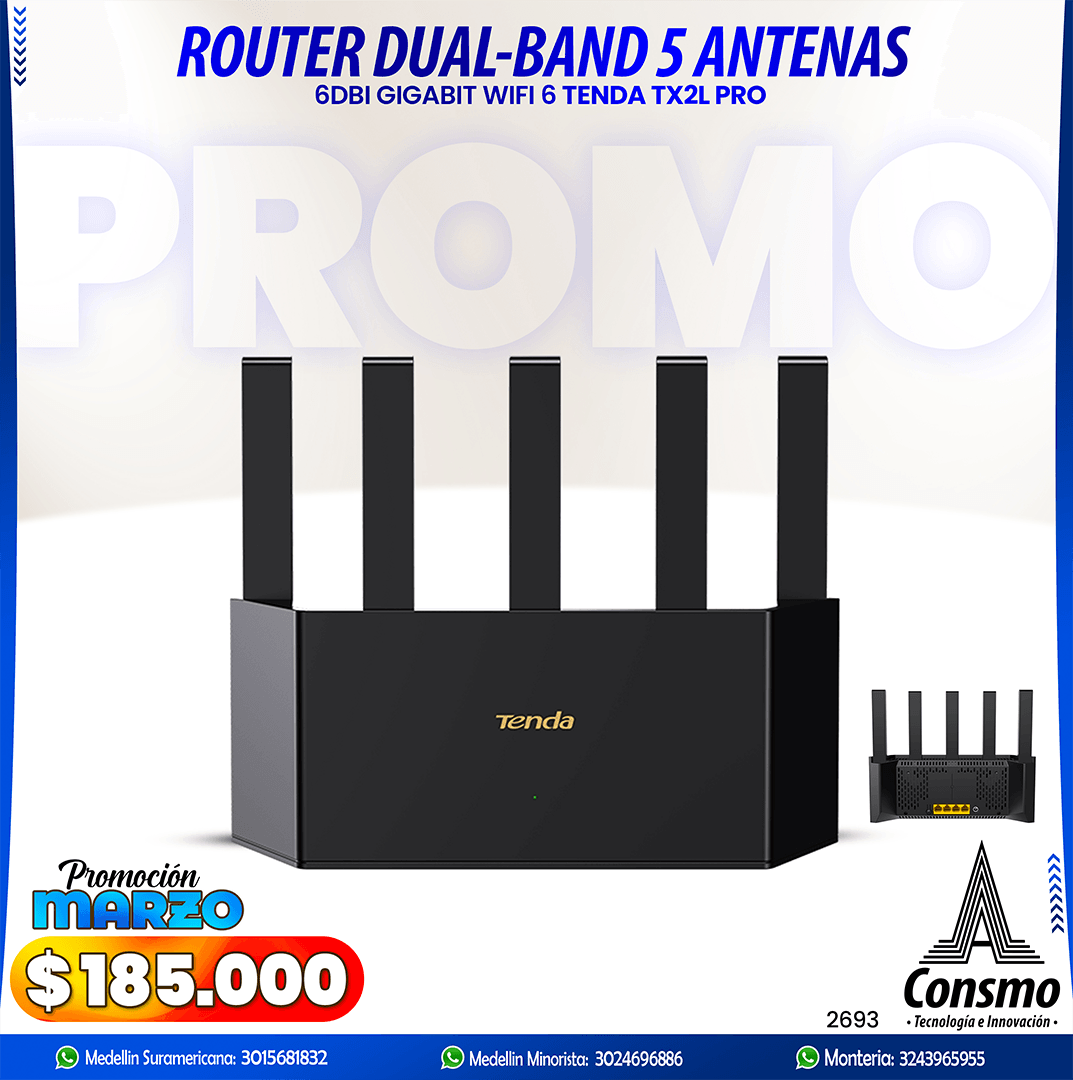 ROUTER DUAL-BAND 5 ANTENAS
6DBI GIGABIT WIFI 6 TENDA TX2L PRO
PROMO
Tenda
Promoción
MARZO
$185.000
Consmo
• Tecnología e Innovación •
2693
Medellin Suramericana: 3015681832
Medellin Minorista: 3024696886
Monteria: 3243965955